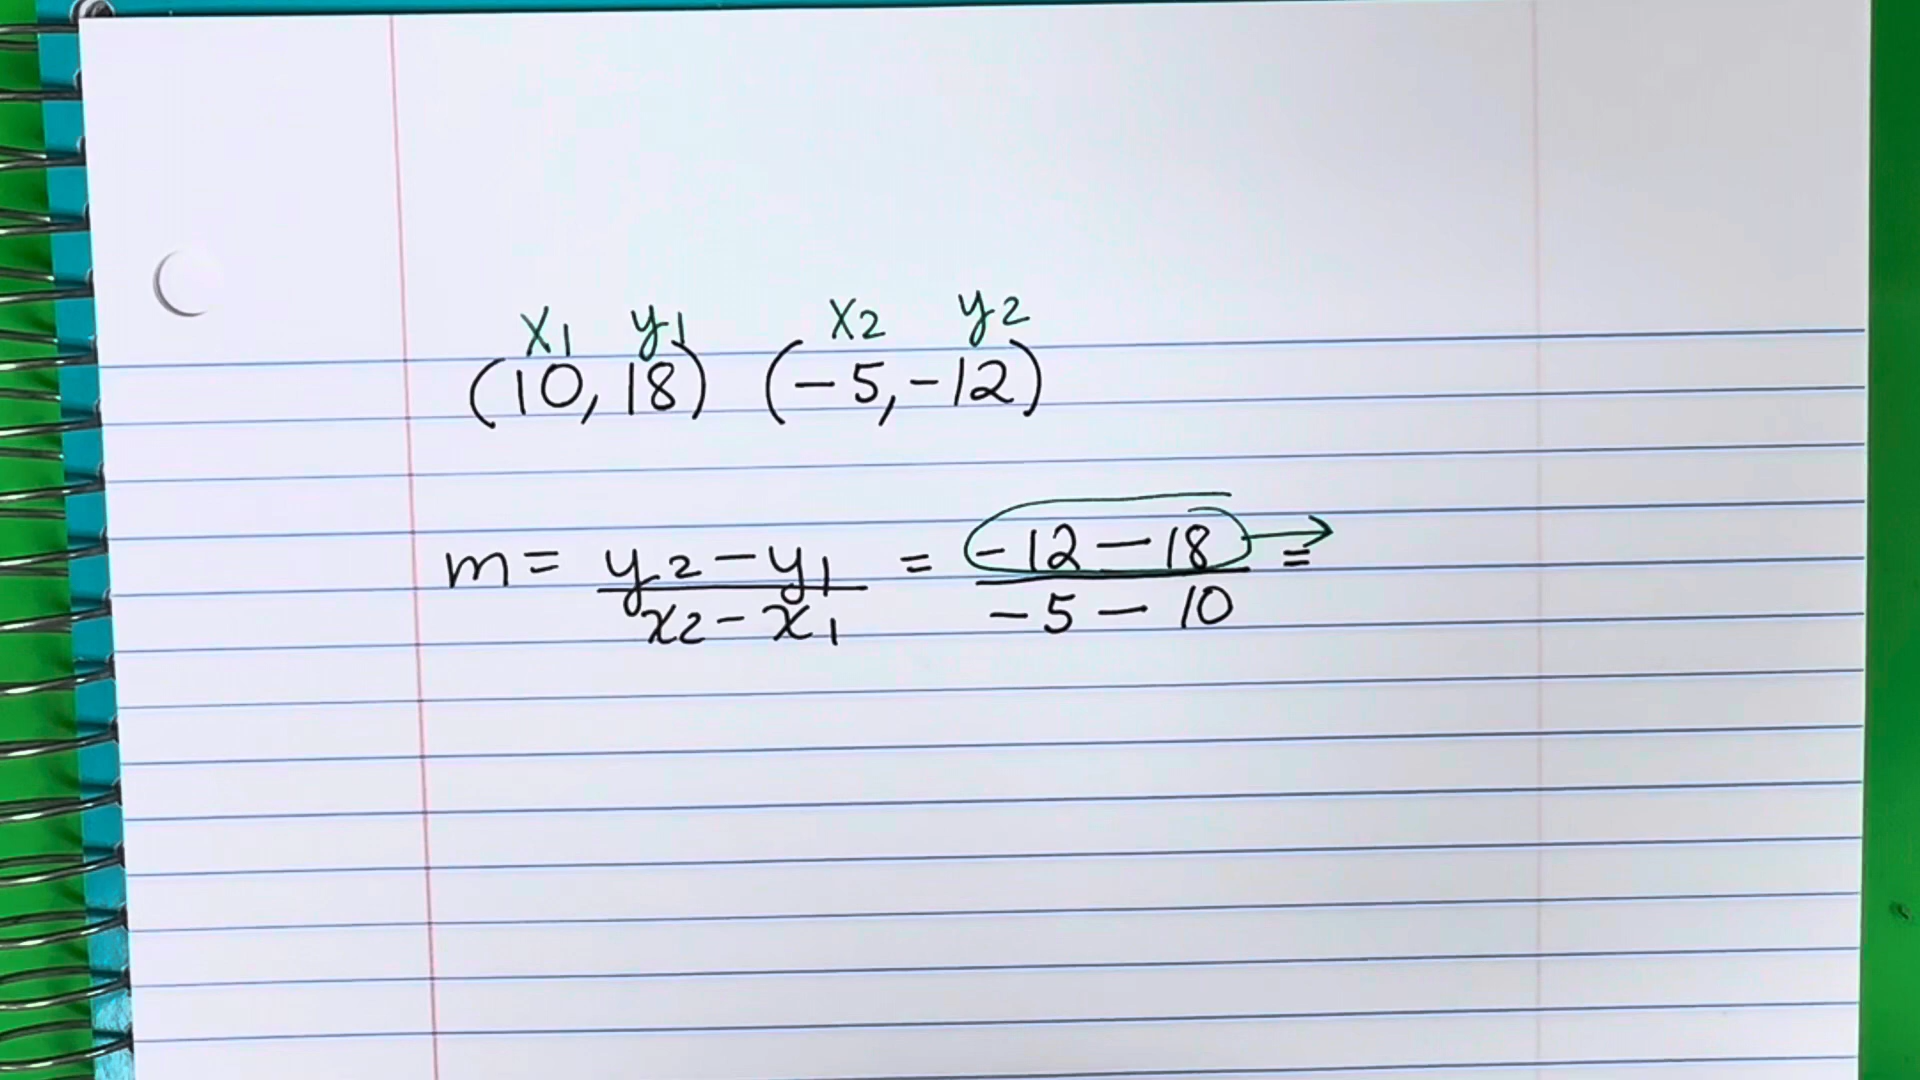 x1 y1 x2 y2
(10, 18) (-5, -12)
m = y2 - y1 / x2 - x1 = -12 - 18 / -5 - 10 → =